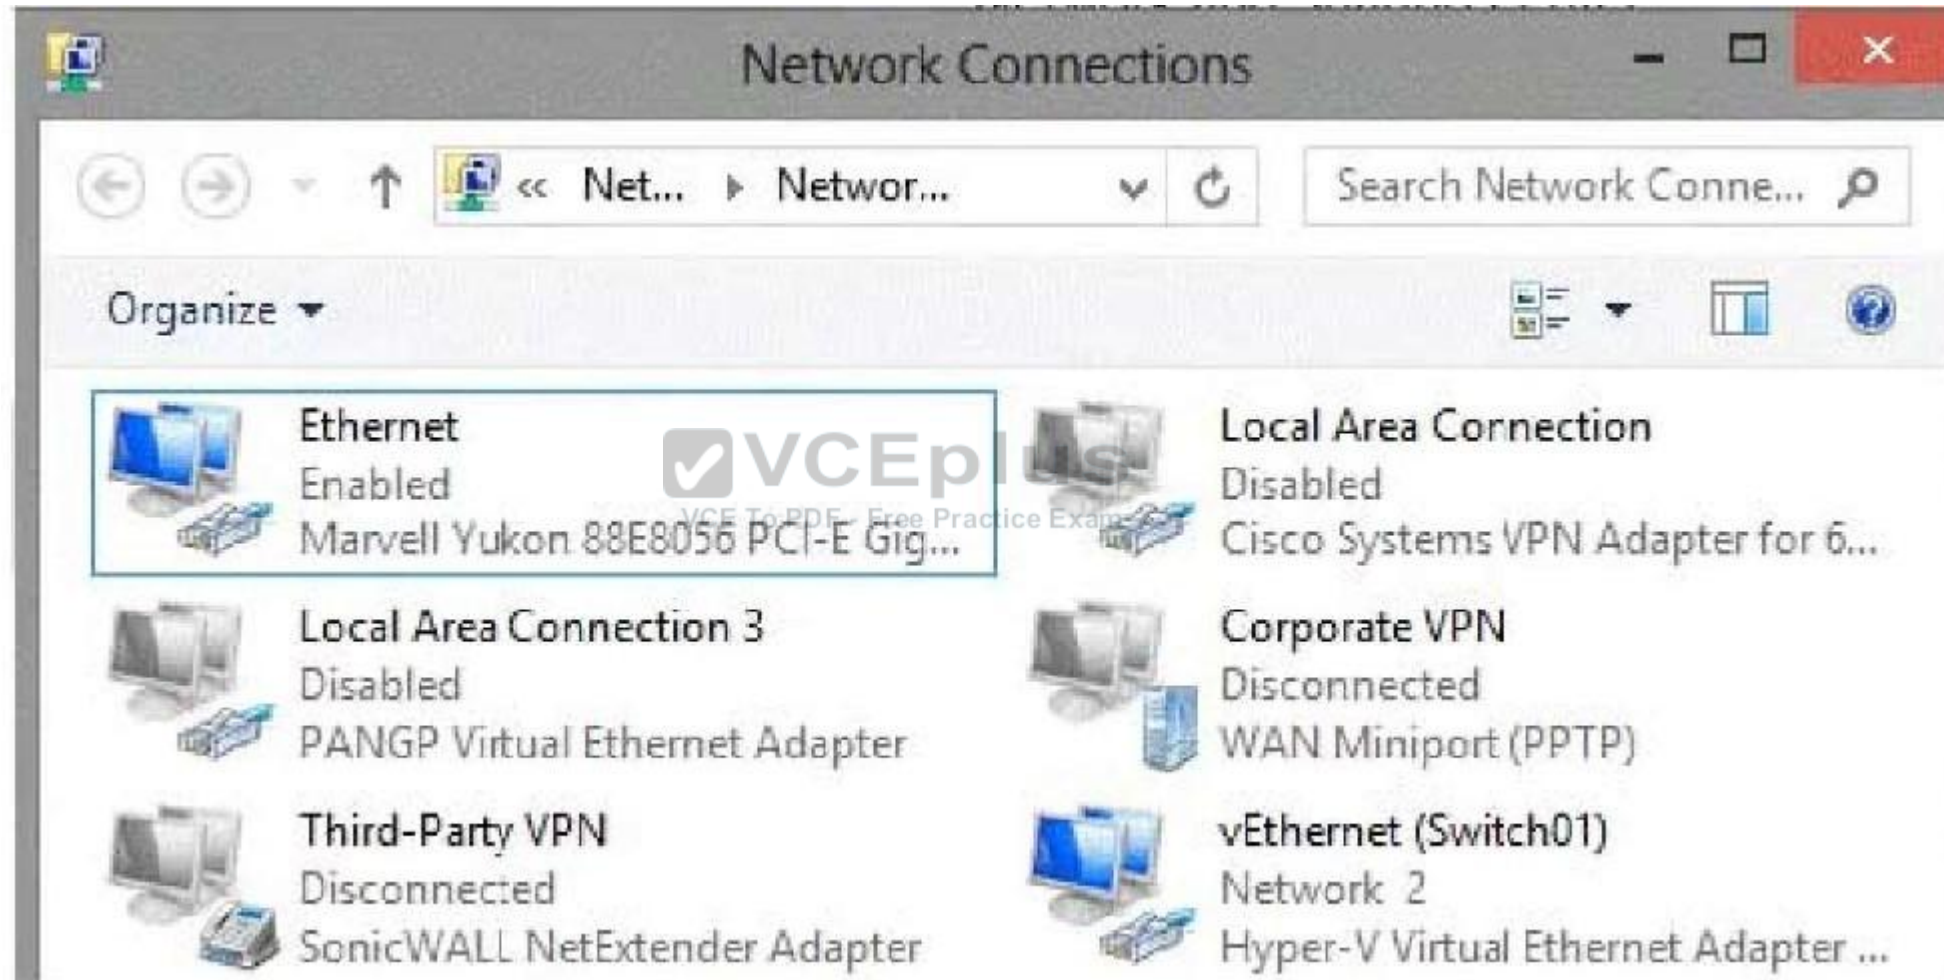 Network Connections
« Net... Networ...
Search Network Conne...
Organize
Ethernet
Enabled
Marvell Yukon 88E8056 PCI-E Gig...
Local Area Connection
Disabled
Cisco Systems VPN Adapter for 6...
VCEplus
VCE To PDF - Free Practice Exam
Local Area Connection 3
Disabled
PANGP Virtual Ethernet Adapter
Corporate VPN
Disconnected
WAN Miniport (PPTP)
Third-Party VPN
Disconnected
SonicWALL NetExtender Adapter
vEthernet (Switch01)
Network 2
Hyper-V Virtual Ethernet Adapter ...